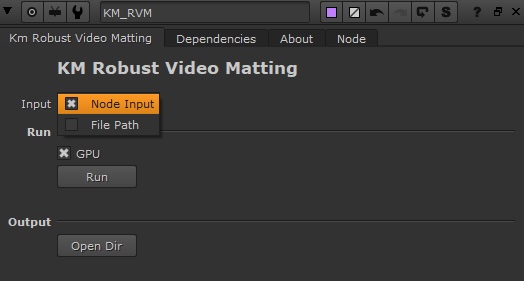 KM_RVM
S ?
Km Robust Video Matting Dependencies About Node
KM Robust Video Matting
Input Node Input
File Path
Run
GPU
Run
Output
Open Dir